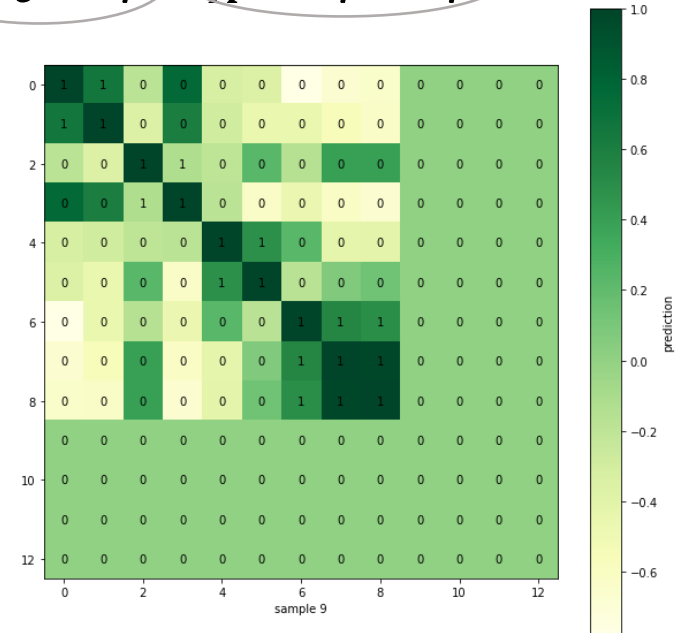 1.0
0 1 1 0 0 0 0 0 0 0 0 0 0 0
1 1 0 0 0 0 0 0 0 0 0 0 0
0.8
2 0 0 1 1 0 0 0 0 0 0 0 0 0
0.6
0 0 1 1 0 0 0 0 0 0 0 0 0
4 0 0 0 0 1 1 0 0 0 0 0 0 0
0.4
0 0 0 0 1 1 0 0 0 0 0 0 0
0.2
6 0 0 0 0 0 0 1 1 1 0 0 0 0
0.0
0 0 0 0 0 0 1 1 1 0 0 0 0
8 0 0 0 0 0 0 1 1 1 0 0 0 0
−0.2
0 0 0 0 0 0 0 0 0 0 0 0 0
10 0 0 0 0 0 0 0 0 0 0 0 0 0
−0.4
0 0 0 0 0 0 0 0 0 0 0 0 0
12 0 0 0 0 0 0 0 0 0 0 0 0 0
−0.6
0 2 4 6 8 10 12
sample 9
prediction